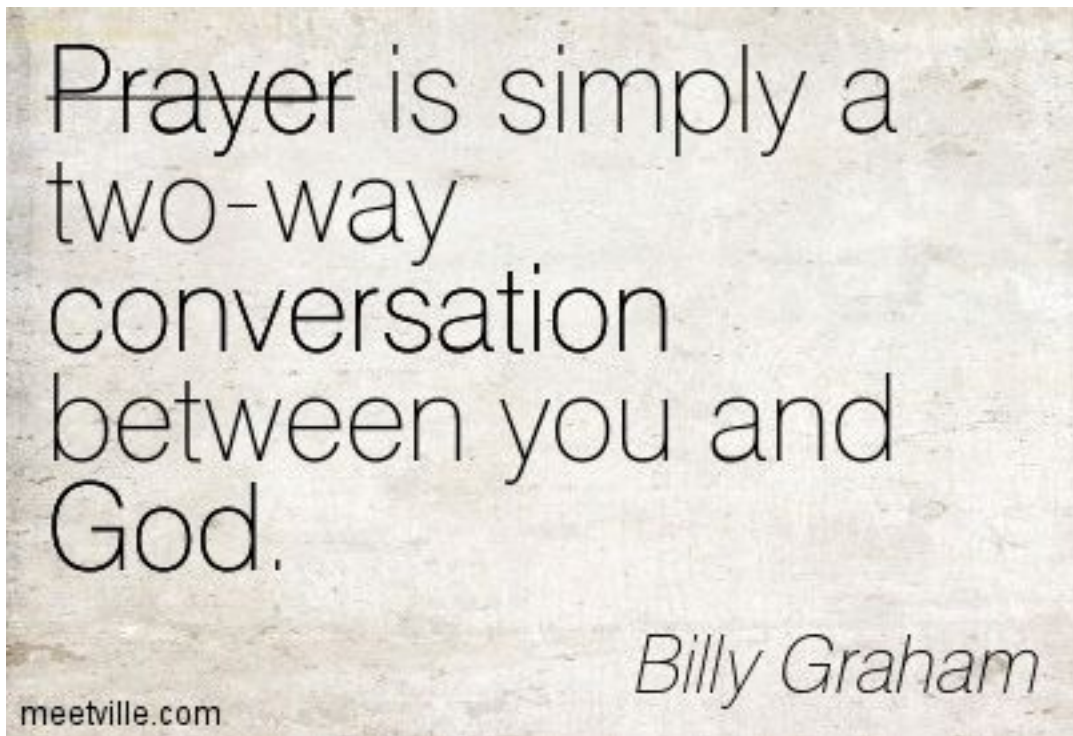 Prayer is simply a
two-way
conversation
between you and
God.
Billy Graham
meetville.com